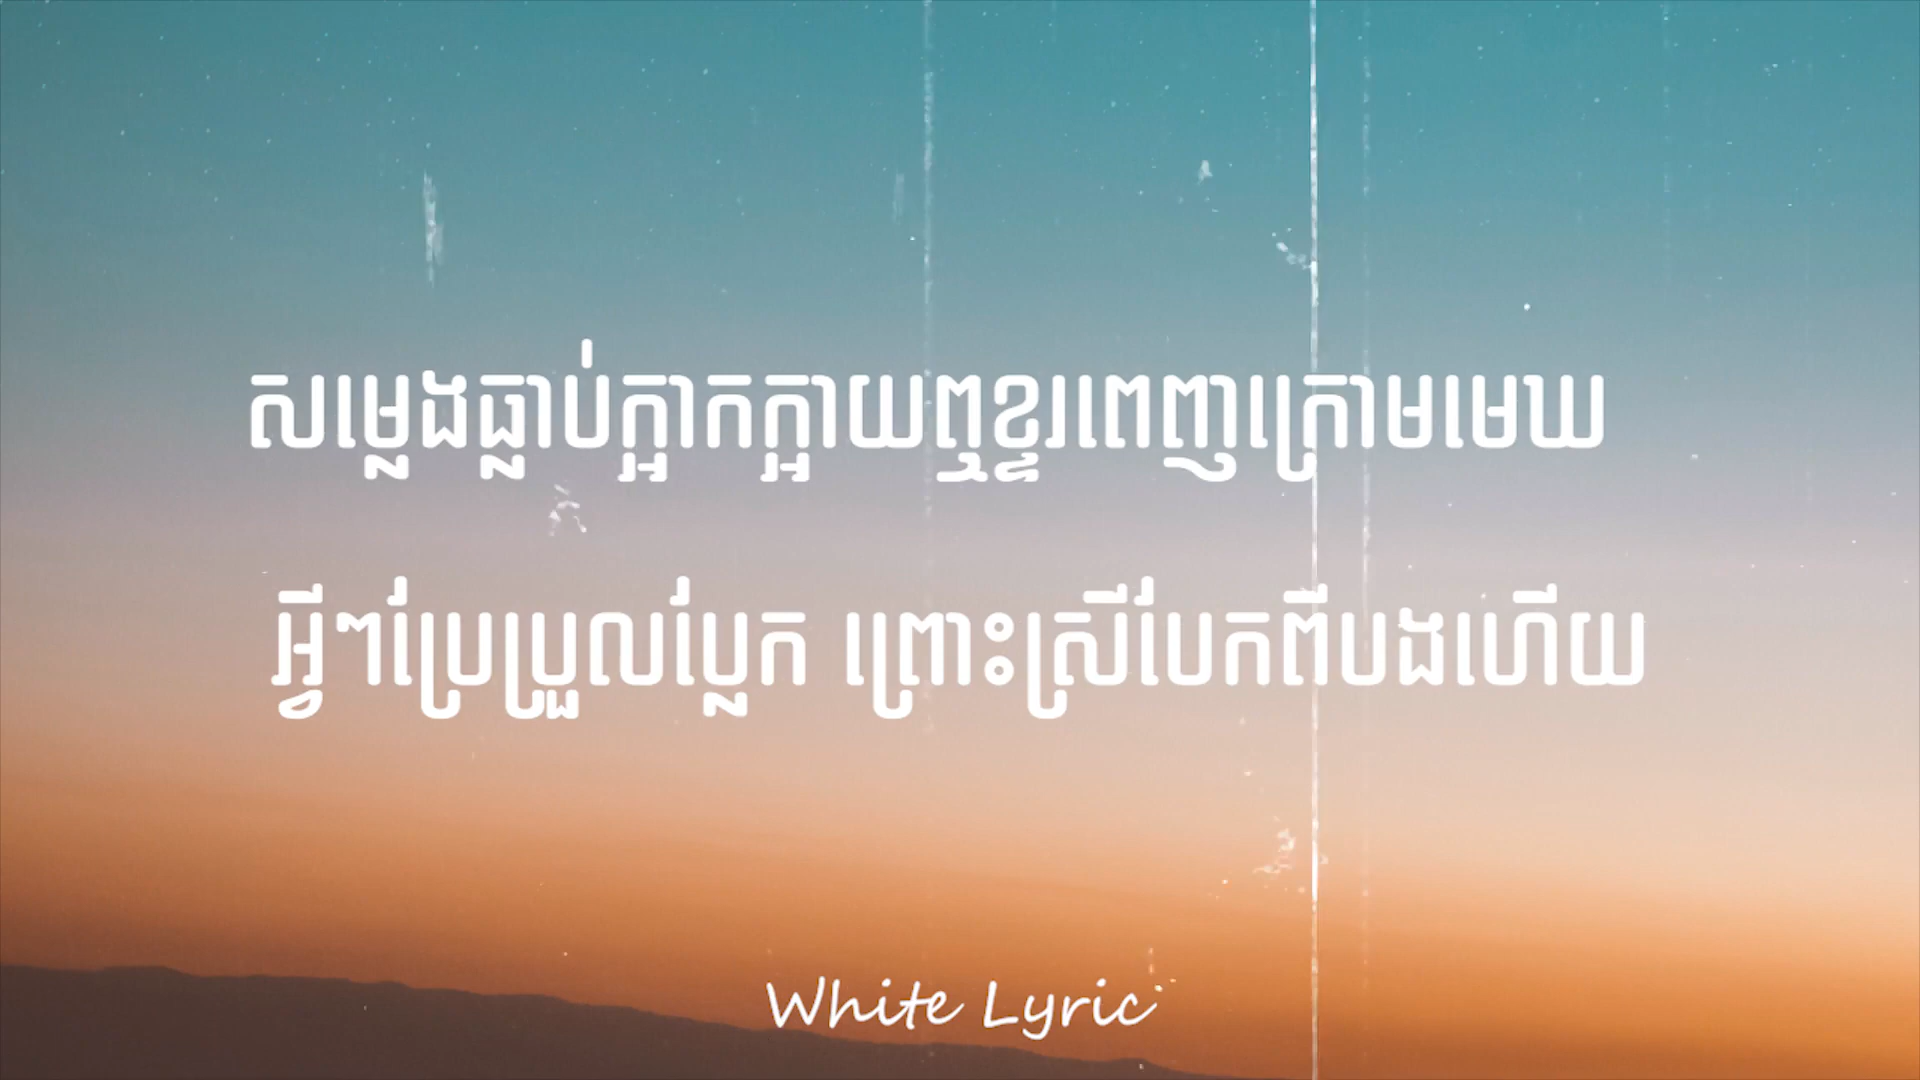 សម្លេងធ្លាប់ក្អាកក្អាយឮខ្ទរពេញក្រោមមេឃ
អ្វីៗប្រែប្រួលប្លែក ព្រោះស្រីបែកពីបងហើយ
White Lyric